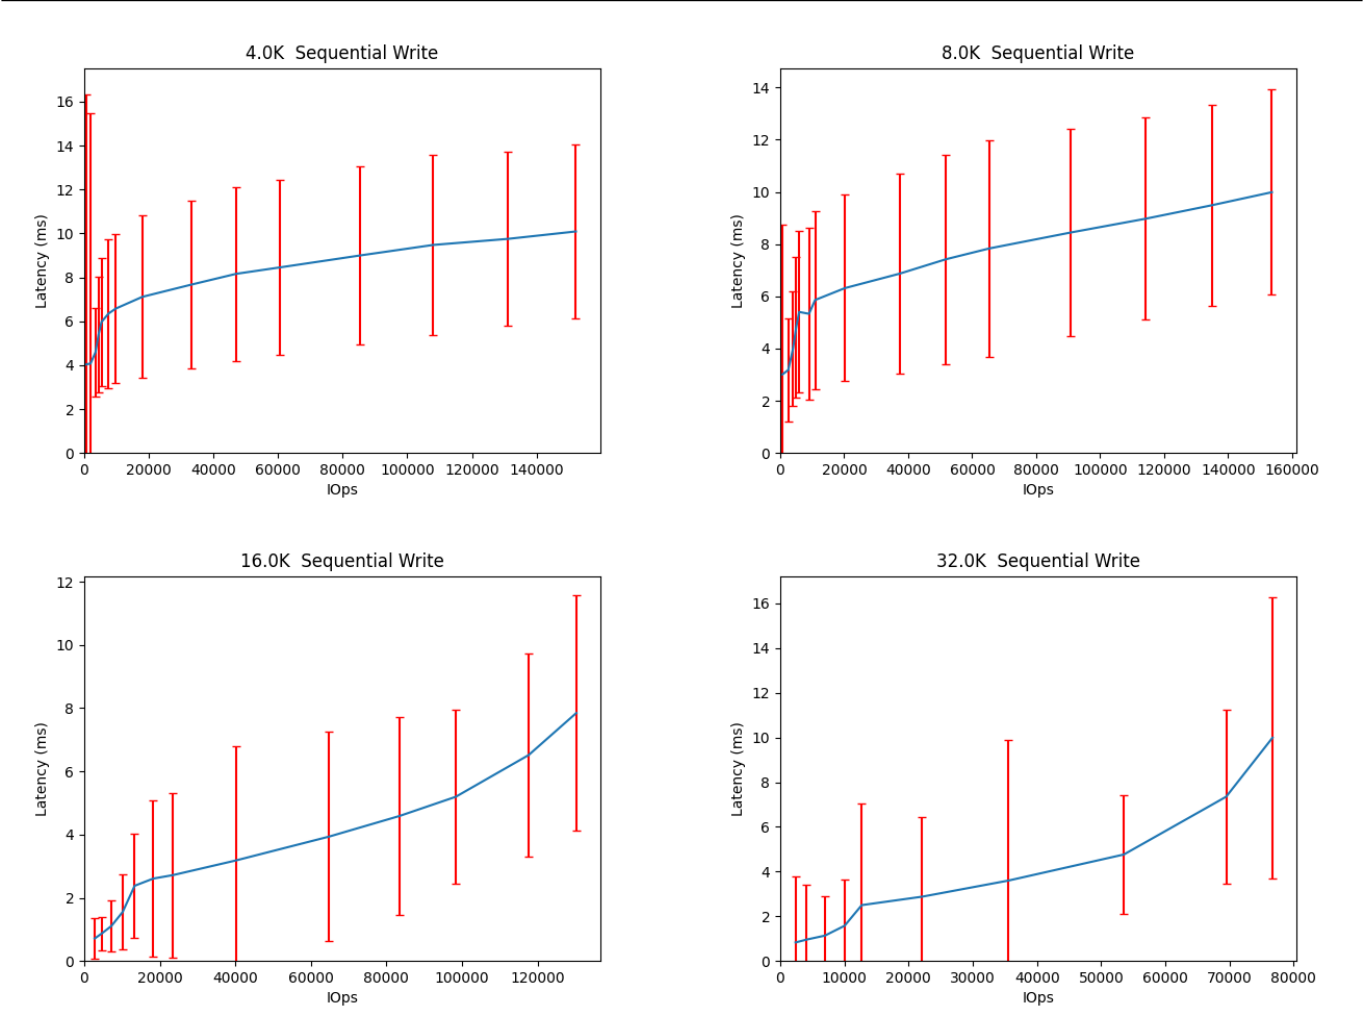 4.0K  Sequential Write
16
14
12
10
8
6
4
2
0
Latency (ms)
0 20000 40000 60000 80000 100000 120000 140000
IOps
8.0K  Sequential Write
14
12
10
8
6
4
2
0
Latency (ms)
0 20000 40000 60000 80000 100000 120000 140000 160000
IOps
16.0K  Sequential Write
12
10
8
6
4
2
0
Latency (ms)
0 20000 40000 60000 80000 100000 120000
IOps
32.0K  Sequential Write
16
14
12
10
8
6
4
2
0
Latency (ms)
0 10000 20000 30000 40000 50000 60000 70000 80000
IOps